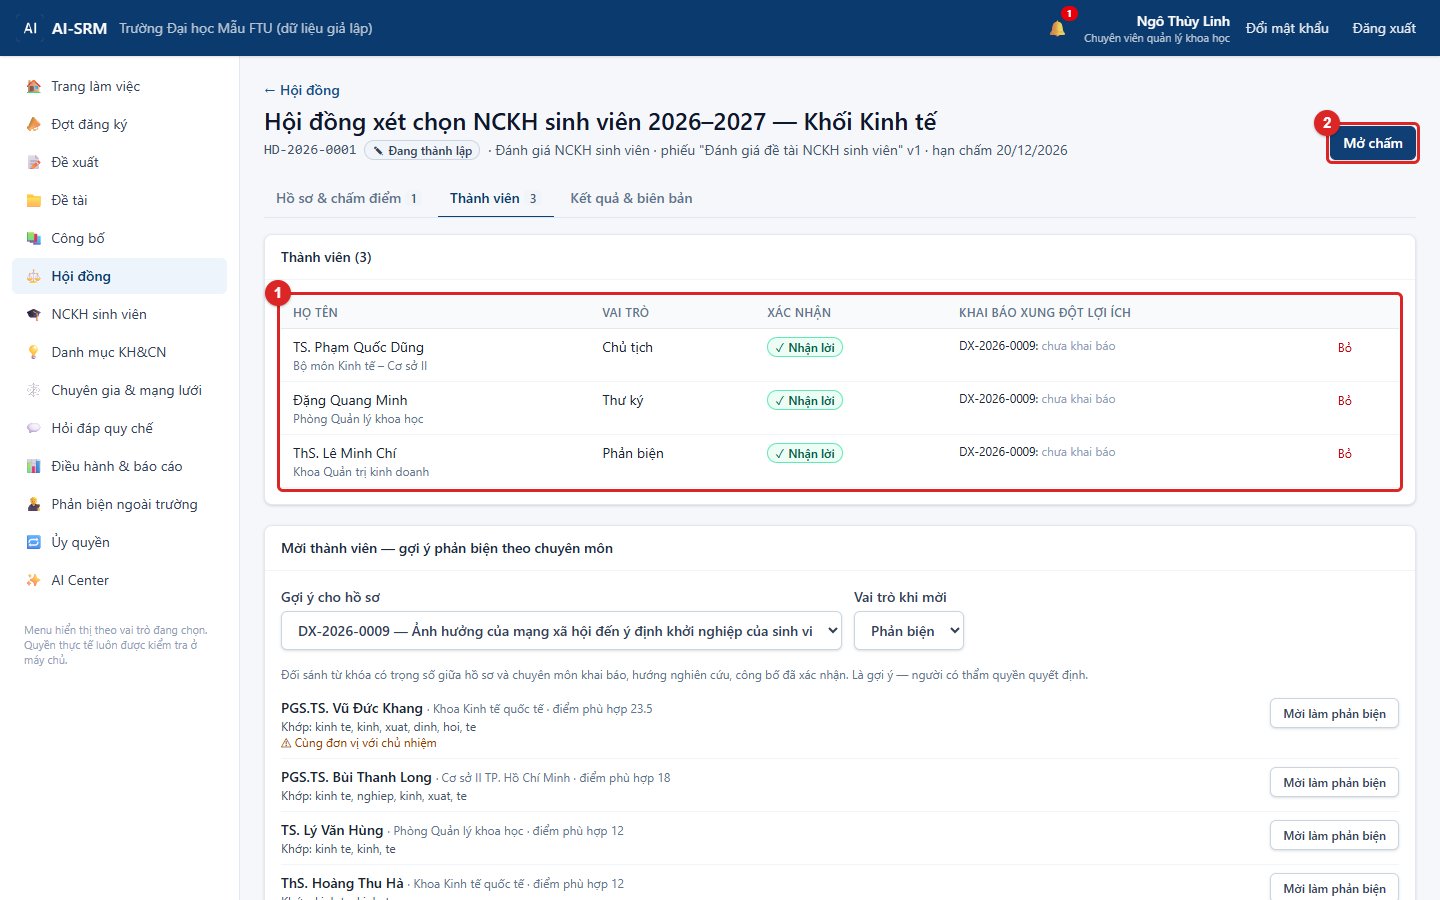 AI AI-SRM Trường Đại học Mẫu FTU (dữ liệu giả lập)
1
Ngô Thùy Linh
Chuyên viên quản lý khoa học
Đổi mật khẩu
Đăng xuất
Trang làm việc
Đợt đăng ký
Đề xuất
Đề tài
Công bố
Hội đồng
NCKH sinh viên
Danh mục KH&CN
Chuyên gia & mạng lưới
Hỏi đáp quy chế
Điều hành & báo cáo
Phản biện ngoài trường
Ủy quyền
AI Center
Menu hiển thị theo vai trò đang chọn.
Quyền thực tế luôn được kiểm tra ở
máy chủ.
← Hội đồng
Hội đồng xét chọn NCKH sinh viên 2026–2027 — Khối Kinh tế
HD-2026-0001 Đang thành lập · Đánh giá NCKH sinh viên · phiếu "Đánh giá đề tài NCKH sinh viên" v1 · hạn chấm 20/12/2026
2
Mở chấm
Hồ sơ & chấm điểm 1
Thành viên 3
Kết quả & biên bản
Thành viên (3)
1
HỌ TÊN VAI TRÒ XÁC NHẬN KHAI BÁO XUNG ĐỘT LỢI ÍCH
TS. Phạm Quốc Dũng Chủ tịch ✓ Nhận lời DX-2026-0009: chưa khai báo Bỏ
Bộ môn Kinh tế – Cơ sở II
Đặng Quang Minh Thư ký ✓ Nhận lời DX-2026-0009: chưa khai báo Bỏ
Phòng Quản lý khoa học
ThS. Lê Minh Chí Phản biện ✓ Nhận lời DX-2026-0009: chưa khai báo Bỏ
Khoa Quản trị kinh doanh
Mời thành viên — gợi ý phản biện theo chuyên môn
Gợi ý cho hồ sơ Vai trò khi mời
DX-2026-0009 — Ảnh hưởng của mạng xã hội đến ý định khởi nghiệp của sinh vi Phản biện
Đối sánh từ khóa có trọng số giữa hồ sơ và chuyên môn khai báo, hướng nghiên cứu, công bố đã xác nhận. Là gợi ý — người có thẩm quyền quyết định.
PGS.TS. Vũ Đức Khang · Khoa Kinh tế quốc tế · điểm phù hợp 23.5 Mời làm phản biện
Khớp: kinh te, kinh, xuat, dinh, hoi, te
⚠ Cùng đơn vị với chủ nhiệm
PGS.TS. Bùi Thanh Long · Cơ sở II TP. Hồ Chí Minh · điểm phù hợp 18 Mời làm phản biện
Khớp: kinh te, nghiep, kinh, xuat, te
TS. Lý Văn Hùng · Phòng Quản lý khoa học · điểm phù hợp 12 Mời làm phản biện
Khớp: kinh te, kinh, te
ThS. Hoàng Thu Hà · Khoa Kinh tế quốc tế · điểm phù hợp 12 Mời làm phản biện